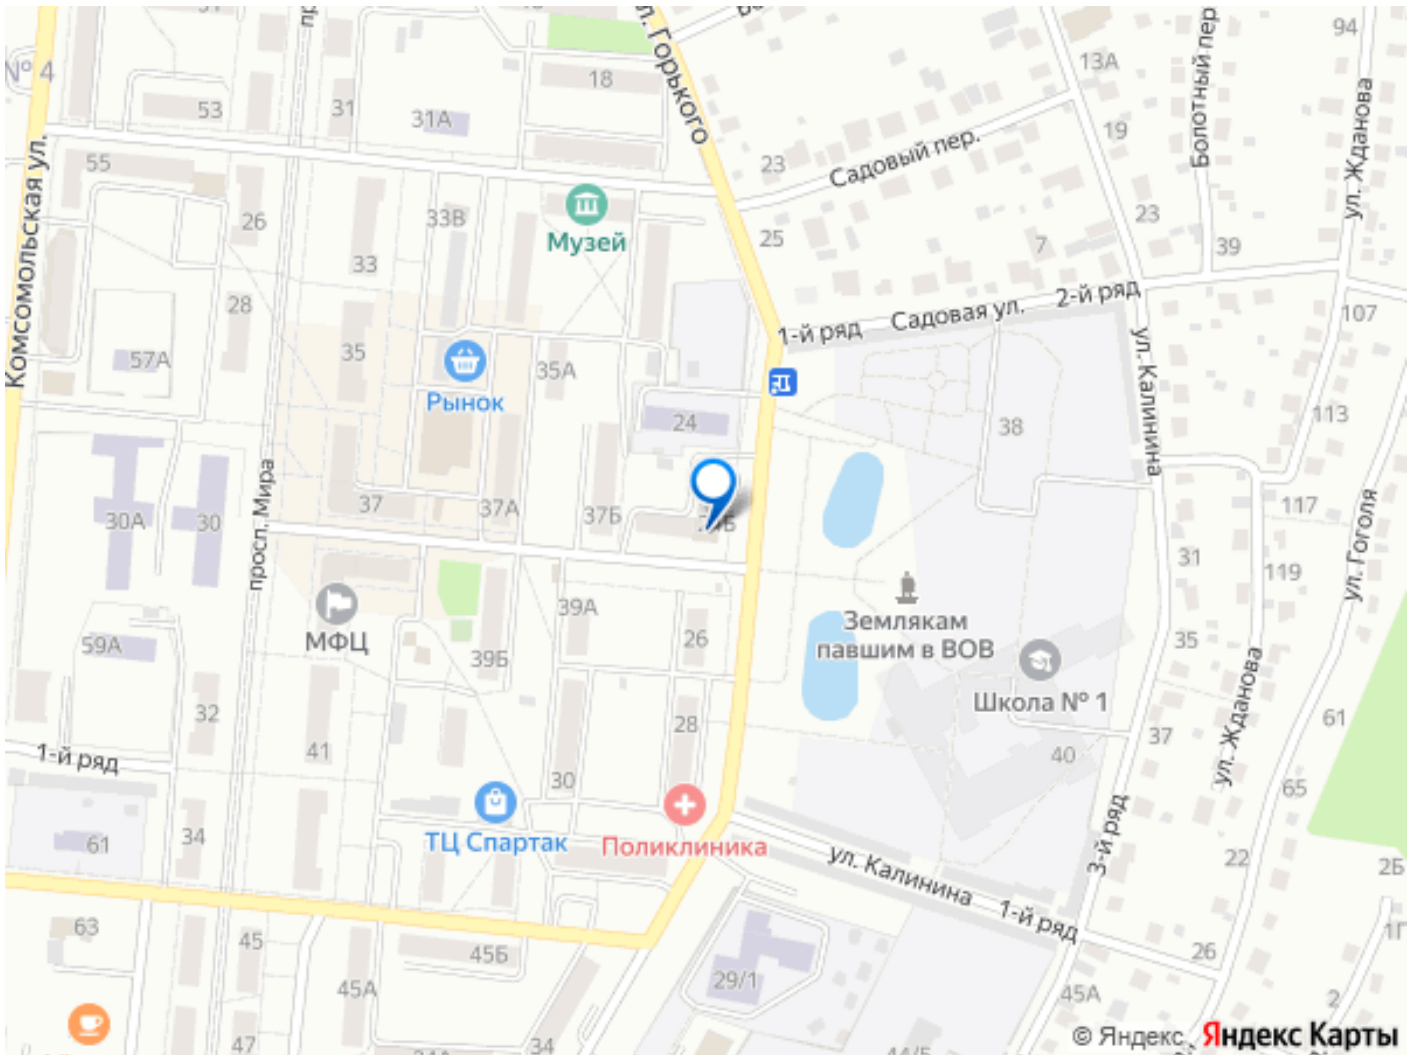 ул. Горького
94
Болотный пер.
13А
№ 4
18
53
31
31А
Комсомольская ул.
19
ул. Жданова
Садовый пер.
23
55
26
33В
23
Музей
25
7
39
33
28
2-й ряд
Садовая ул.
1-й ряд
107
35
57А
35А
ул. Калинина
Рынок
24
38
113
просп. Мира
37
37А
37Б
30А
30
117
ул. Гоголя
31
119
39А
Землякам
павшим в ВОВ
МФЦ
26
35
59А
39Б
Школа № 1
32
28
61
37
ул. Жданова
1-й ряд
41
40
30
65
ТЦ Спартак
Поликлиника
34
61
3-й ряд
22
ул. Калинина
2Б
1-й ряд
63
45
45Б
26
1Г
29/1
45А
45А
2
47
34
© Яндекс
Яндекс Карты